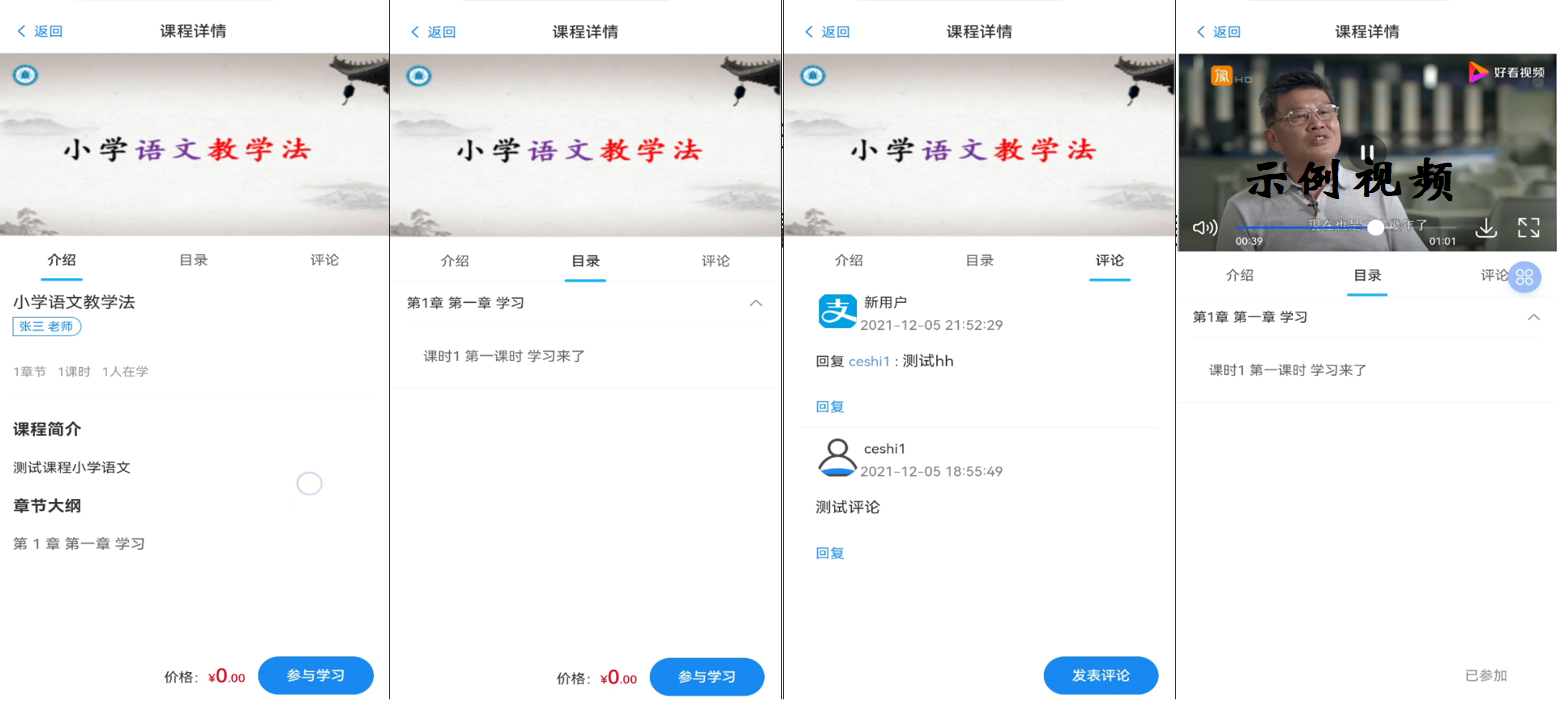 返回
课程详情
小学语文教学法
介绍
目录
评论
小学语文教学法
张三 老师
1章节 1课时 1人在学
课程简介
测试课程小学语文
章节大纲
第 1 章 第一章 学习
价格: ¥0.00
参与学习
返回
课程详情
小学语文教学法
介绍
目录
评论
第1章 第一章 学习
课时1 第一课时 学习来了
价格: ¥0.00
参与学习
返回
课程详情
小学语文教学法
介绍
目录
评论
新用户
2021-12-05 21:52:29
回复 ceshi1 : 测试hh
回复
ceshi1
2021-12-05 18:55:49
测试评论
回复
发表评论
返回
课程详情
凤 HD
好看视频
示例视频
現在也是
幾年了
00:39
01:01
介绍
目录
评论
第1章 第一章 学习
课时1 第一课时 学习来了
已参加